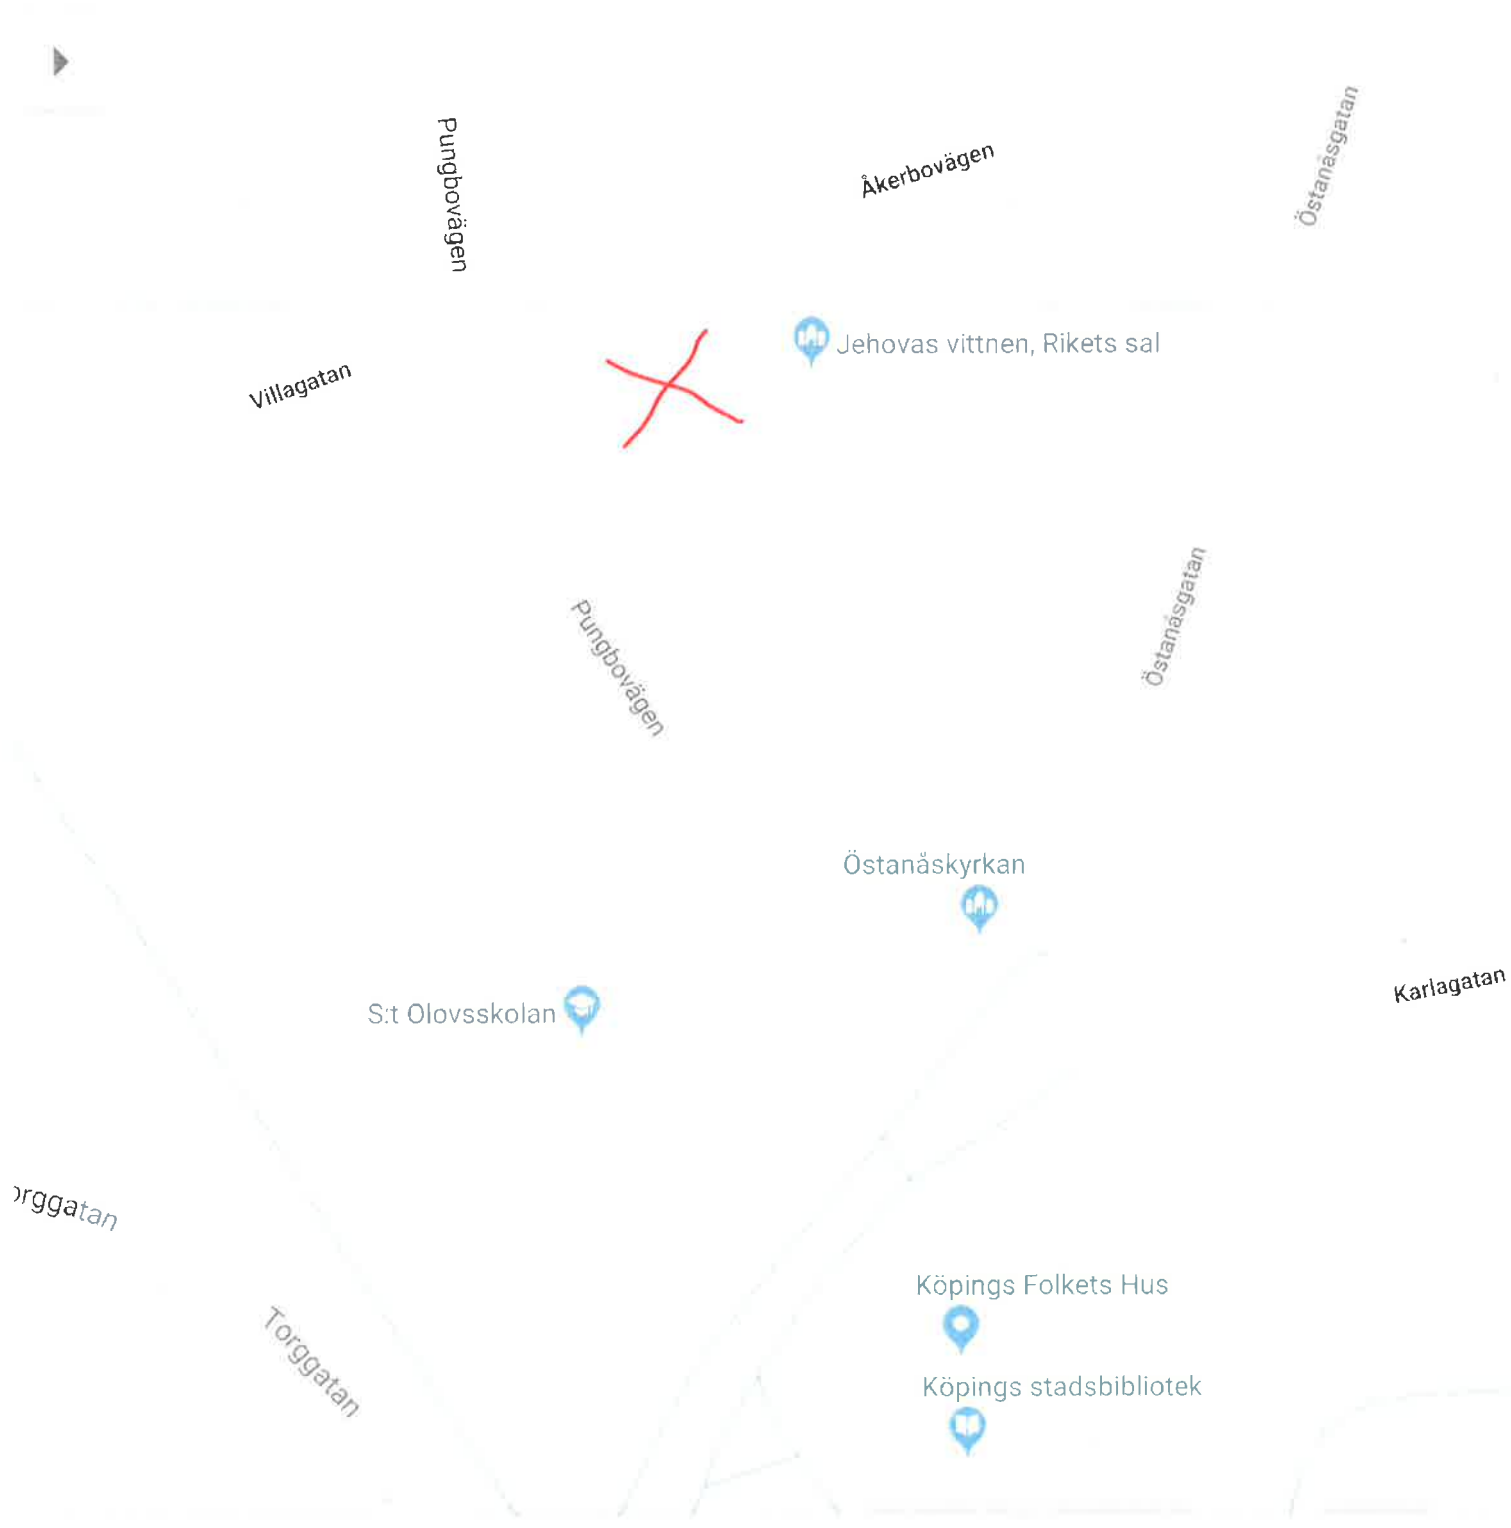 Pungbovägen
Åkerbovägen
Östanåsgatan
Villagatan
Jehovas vittnen, Rikets sal
Pungbovägen
Östanåsgatan
Östanåskyrkan
S:t Olovsskolan
Karlagatan
orggatan
Torggatan
Köpings Folkets Hus
Köpings stadsbibliotek